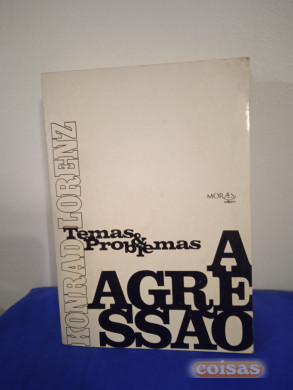 KONRAD LORENZ
Temas &
Problemas
MORAES
A
AGRE
SSÃO
coisas